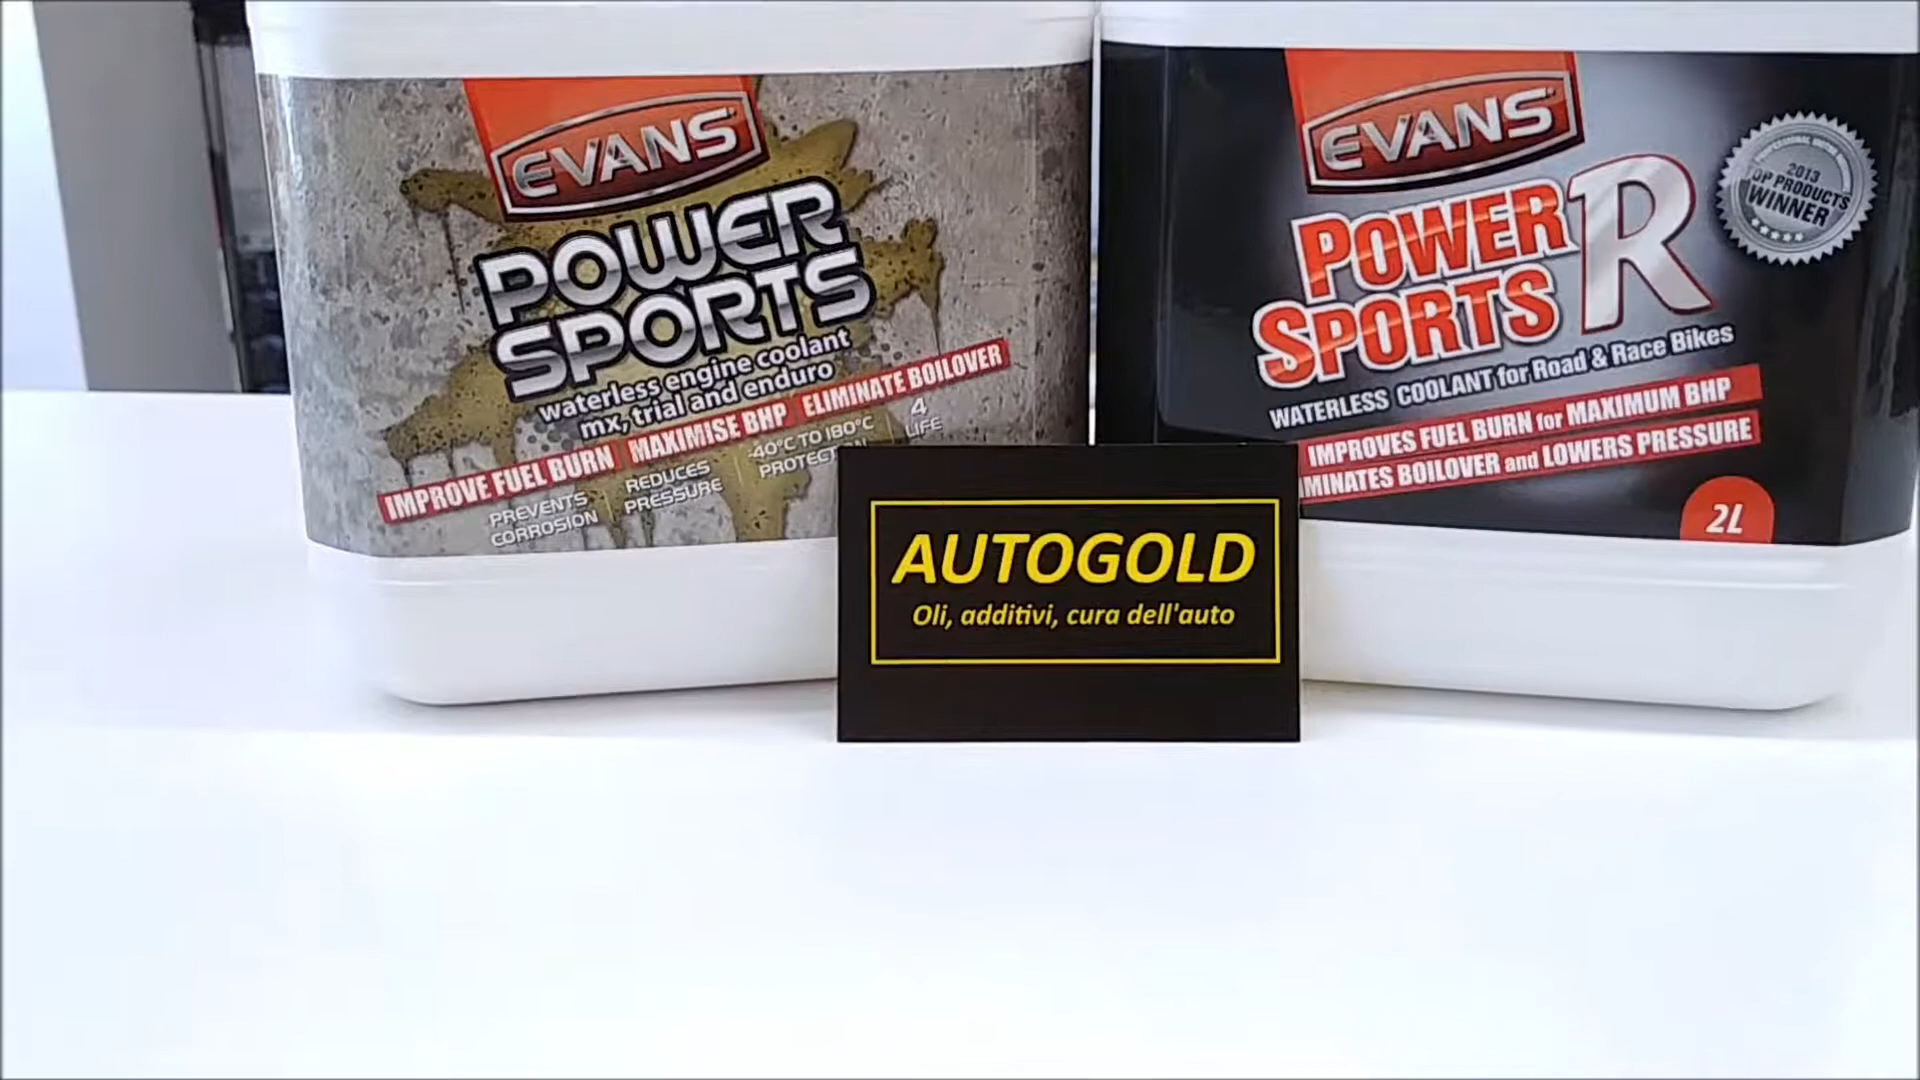 EVANS
POWER
SPORTS
waterless engine coolant
mx, trial and enduro
IMPROVE FUEL BURN MAXIMISE BHP ELIMINATE BOILOVER
PREVENTS
CORROSION
REDUCES
PRESSURE
-40°C TO 180°C
4
LIFE
EVANS
POWER
SPORTS
R
WATERLESS COOLANT for Road & Race Bikes
IMPROVES FUEL BURN for MAXIMUM BHP
BOILOVER and LOWERS PRESSURE
2013
TOP PRODUCTS
WINNER
2L
AUTOGOLD
Oli, additivi, cura dell'auto